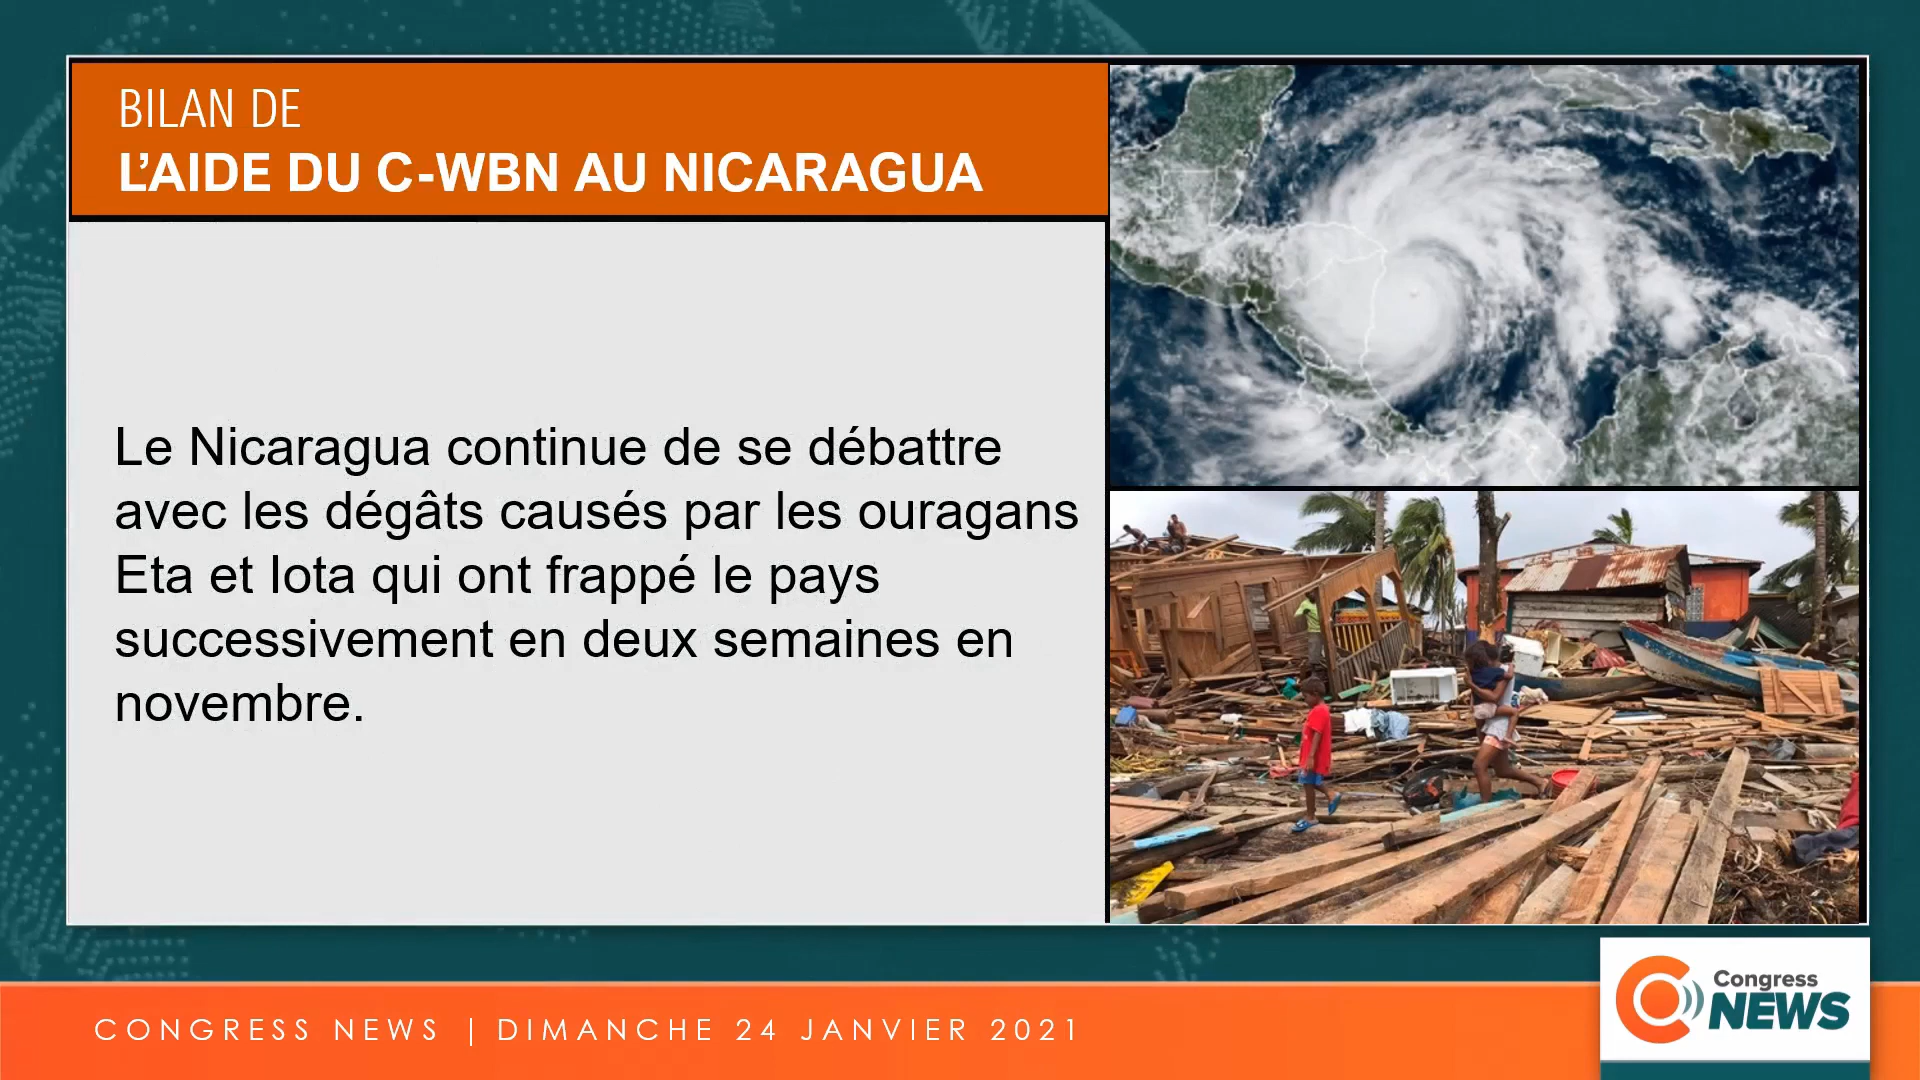 BILAN DE
L’AIDE DU C-WBN AU NICARAGUA
Le Nicaragua continue de se débattre
avec les dégâts causés par les ouragans
Eta et Iota qui ont frappé le pays
successivement en deux semaines en
novembre.
CONGRESS NEWS | DIMANCHE 24 JANVIER 2021
Congress
NEWS